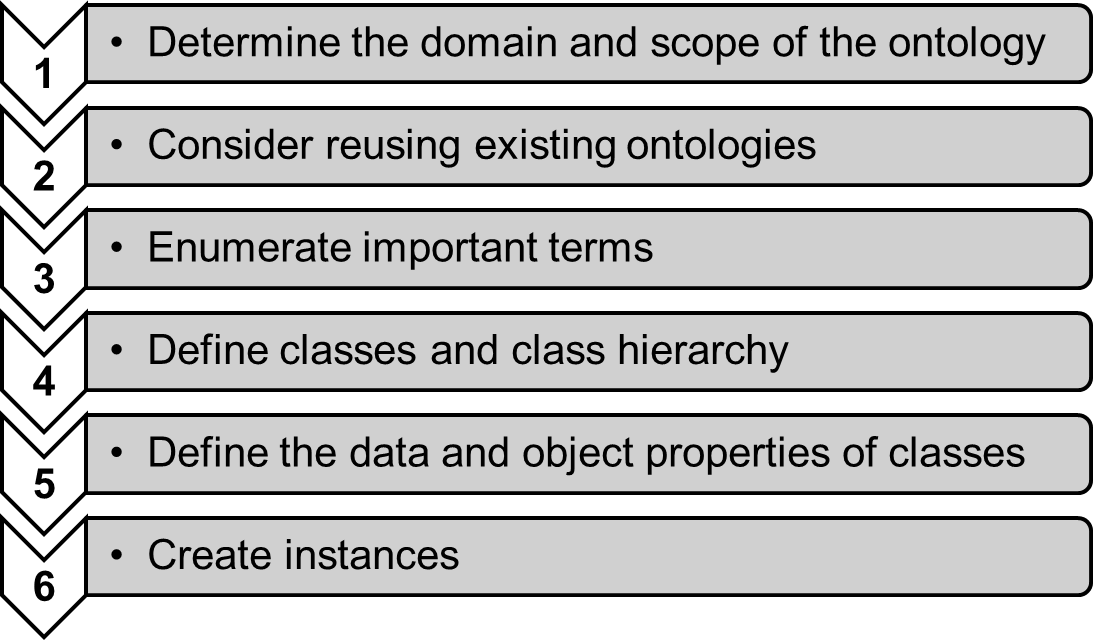 1 • Determine the domain and scope of the ontology
2 • Consider reusing existing ontologies
3 • Enumerate important terms
4 • Define classes and class hierarchy
5 • Define the data and object properties of classes
6 • Create instances